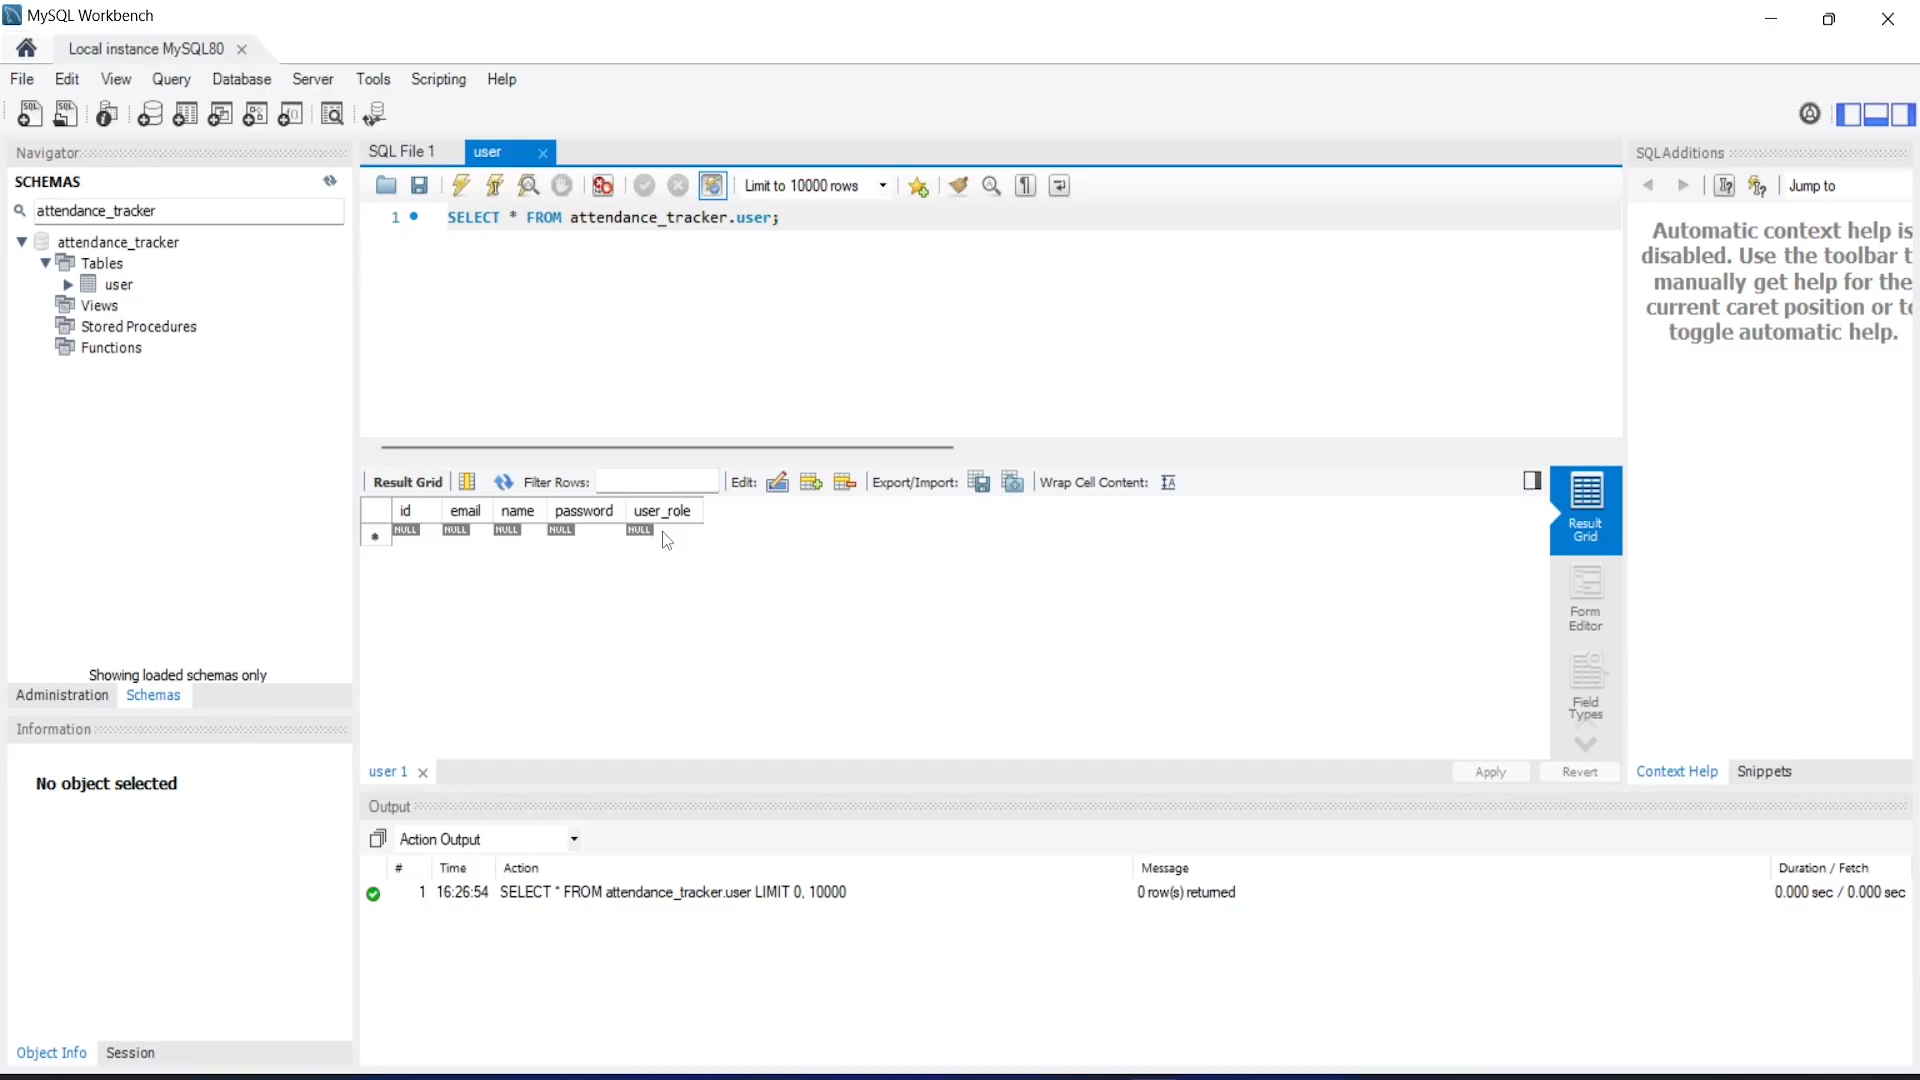 MySQL Workbench
Local instance MySQL80
File Edit View Query Database Server Tools Scripting Help
Navigator
SCHEMAS
attendance_tracker
attendance_tracker
Tables
user
Views
Stored Procedures
Functions
Showing loaded schemas only
Administration Schemas
Information
No object selected
Object Info Session
SQL File 1 user
Limit to 10000 rows
1 SELECT * FROM attendance_tracker.user;
Result Grid Filter Rows: Edit: Export/Import: Wrap Cell Content:
id email name password user_role
NULL NULL NULL NULL NULL
Result
Grid
Form
Editor
Field
Types
user 1 Apply Revert
Output
Action Output
# Time Action Message Duration / Fetch
1 16:26:54 SELECT * FROM attendance_tracker.user LIMIT 0, 10000 0 row(s) returned 0.000 sec / 0.000 sec
SQLAdditions
Jump to
Automatic context help is
disabled. Use the toolbar t
manually get help for the
current caret position or to
toggle automatic help.
Context Help Snippets